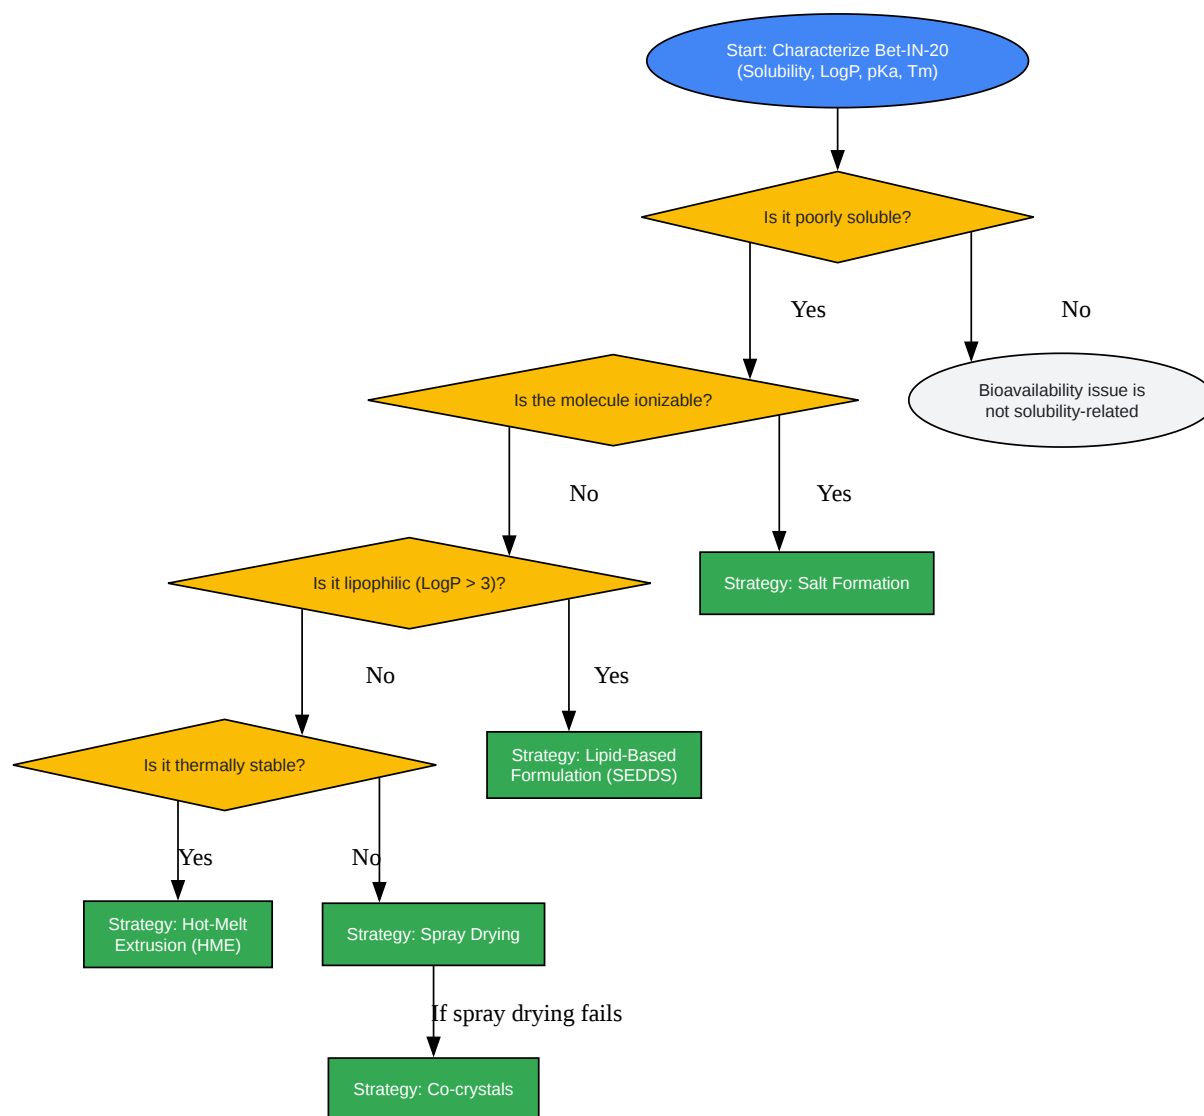 Start: Characterize Bet-IN-20
(Solubility, LogP, pKa, Tm)
Is it poorly soluble?
Yes
No
Is the molecule ionizable?
Bioavailability issue is
not solubility-related
No
Yes
Is it lipophilic (LogP > 3)?
Strategy: Salt Formation
No
Yes
Is it thermally stable?
Strategy: Lipid-Based
Formulation (SEDDS)
Yes
No
Strategy: Hot-Melt
Extrusion (HME)
Strategy: Spray Drying
If spray drying fails
Strategy: Co-crystals